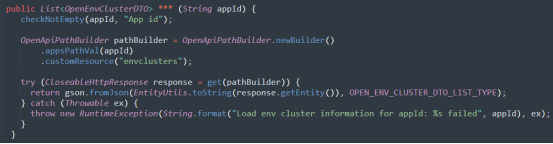 public List<OpenEnvClusterDTO> *** (String appId) {
checkNotEmpty(appId, "App id");
OpenApiPathBuilder pathBuilder = OpenApiPathBuilder.newBuilder()
.appsPathVal(appId)
.customResource("envclusters");
try (CloseableHttpResponse response = get(pathBuilder)) {
return gson.fromJson(EntityUtils.toString(response.getEntity()), OPEN_ENV_CLUSTER_DTO_LIST_TYPE);
} catch (Throwable ex) {
throw new RuntimeException(String.format("Load env cluster information for appId: %s failed", appId), ex);
}
}